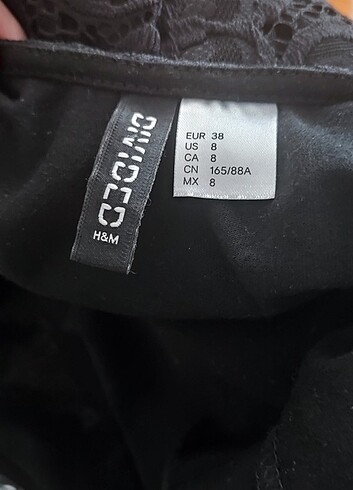 DIVIDED
H&M
EUR 38
US 8
CA 8
CN 165/88A
MX 8